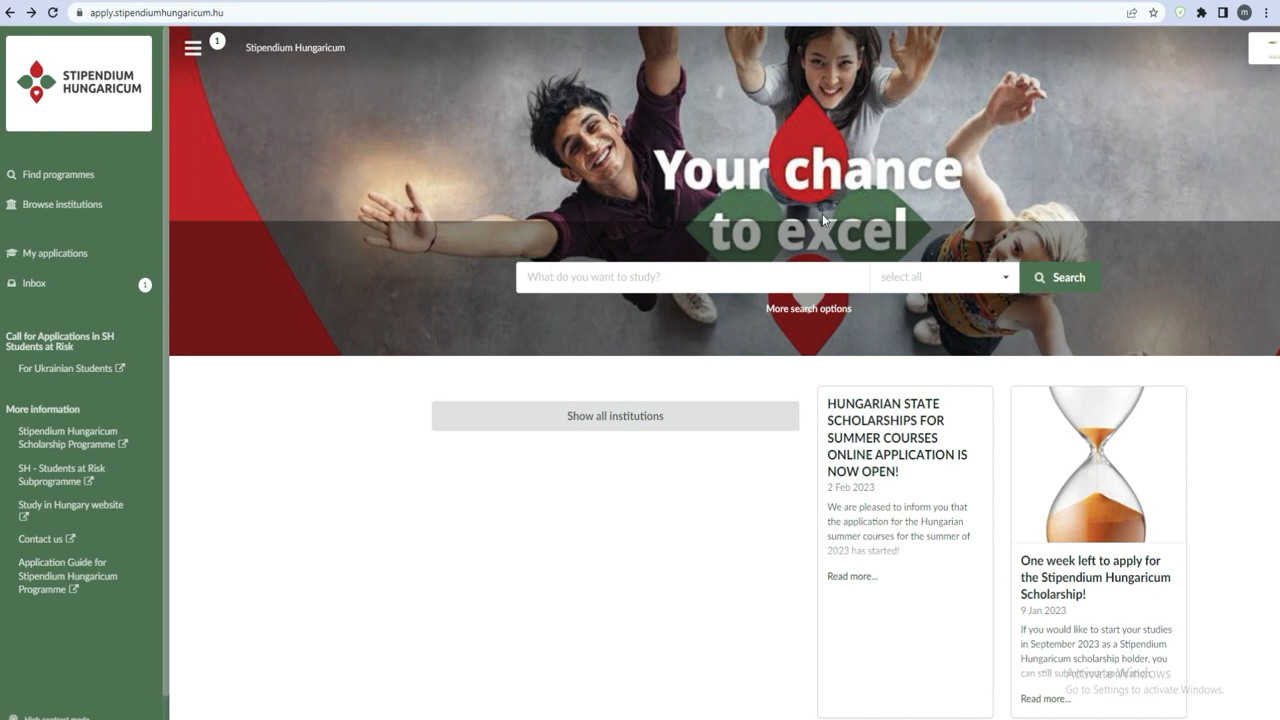 apply.stipendiumhungaricum.hu
m
STIPENDIUM
HUNGARICUM
Find programmes
Browse institutions
My applications
Inbox
1
Call for Applications in SH
Students at Risk
For Ukrainian Students
More information
Stipendium Hungaricum
Scholarship Programme
SH - Students at Risk
Subprogramme
Study in Hungary website
Contact us
Application Guide for
Stipendium Hungaricum
Programme
High contrast mode
1
Stipendium Hungaricum
Your chance
to excel
What do you want to study?
select all
Search
More search options
Show all institutions
HUNGARIAN STATE
SCHOLARSHIPS FOR
SUMMER COURSES
ONLINE APPLICATION IS
NOW OPEN!
2 Feb 2023
We are pleased to inform you that
the application for the Hungarian
summer courses for the summer of
2023 has started!
Read more...
One week left to apply for
the Stipendium Hungaricum
Scholarship!
9 Jan 2023
If you would like to start your studies
in September 2023 as a Stipendium
Hungaricum scholarship holder, you
can still submit your application
Read more...
Activate Windows
Go to Settings to activate Windows.